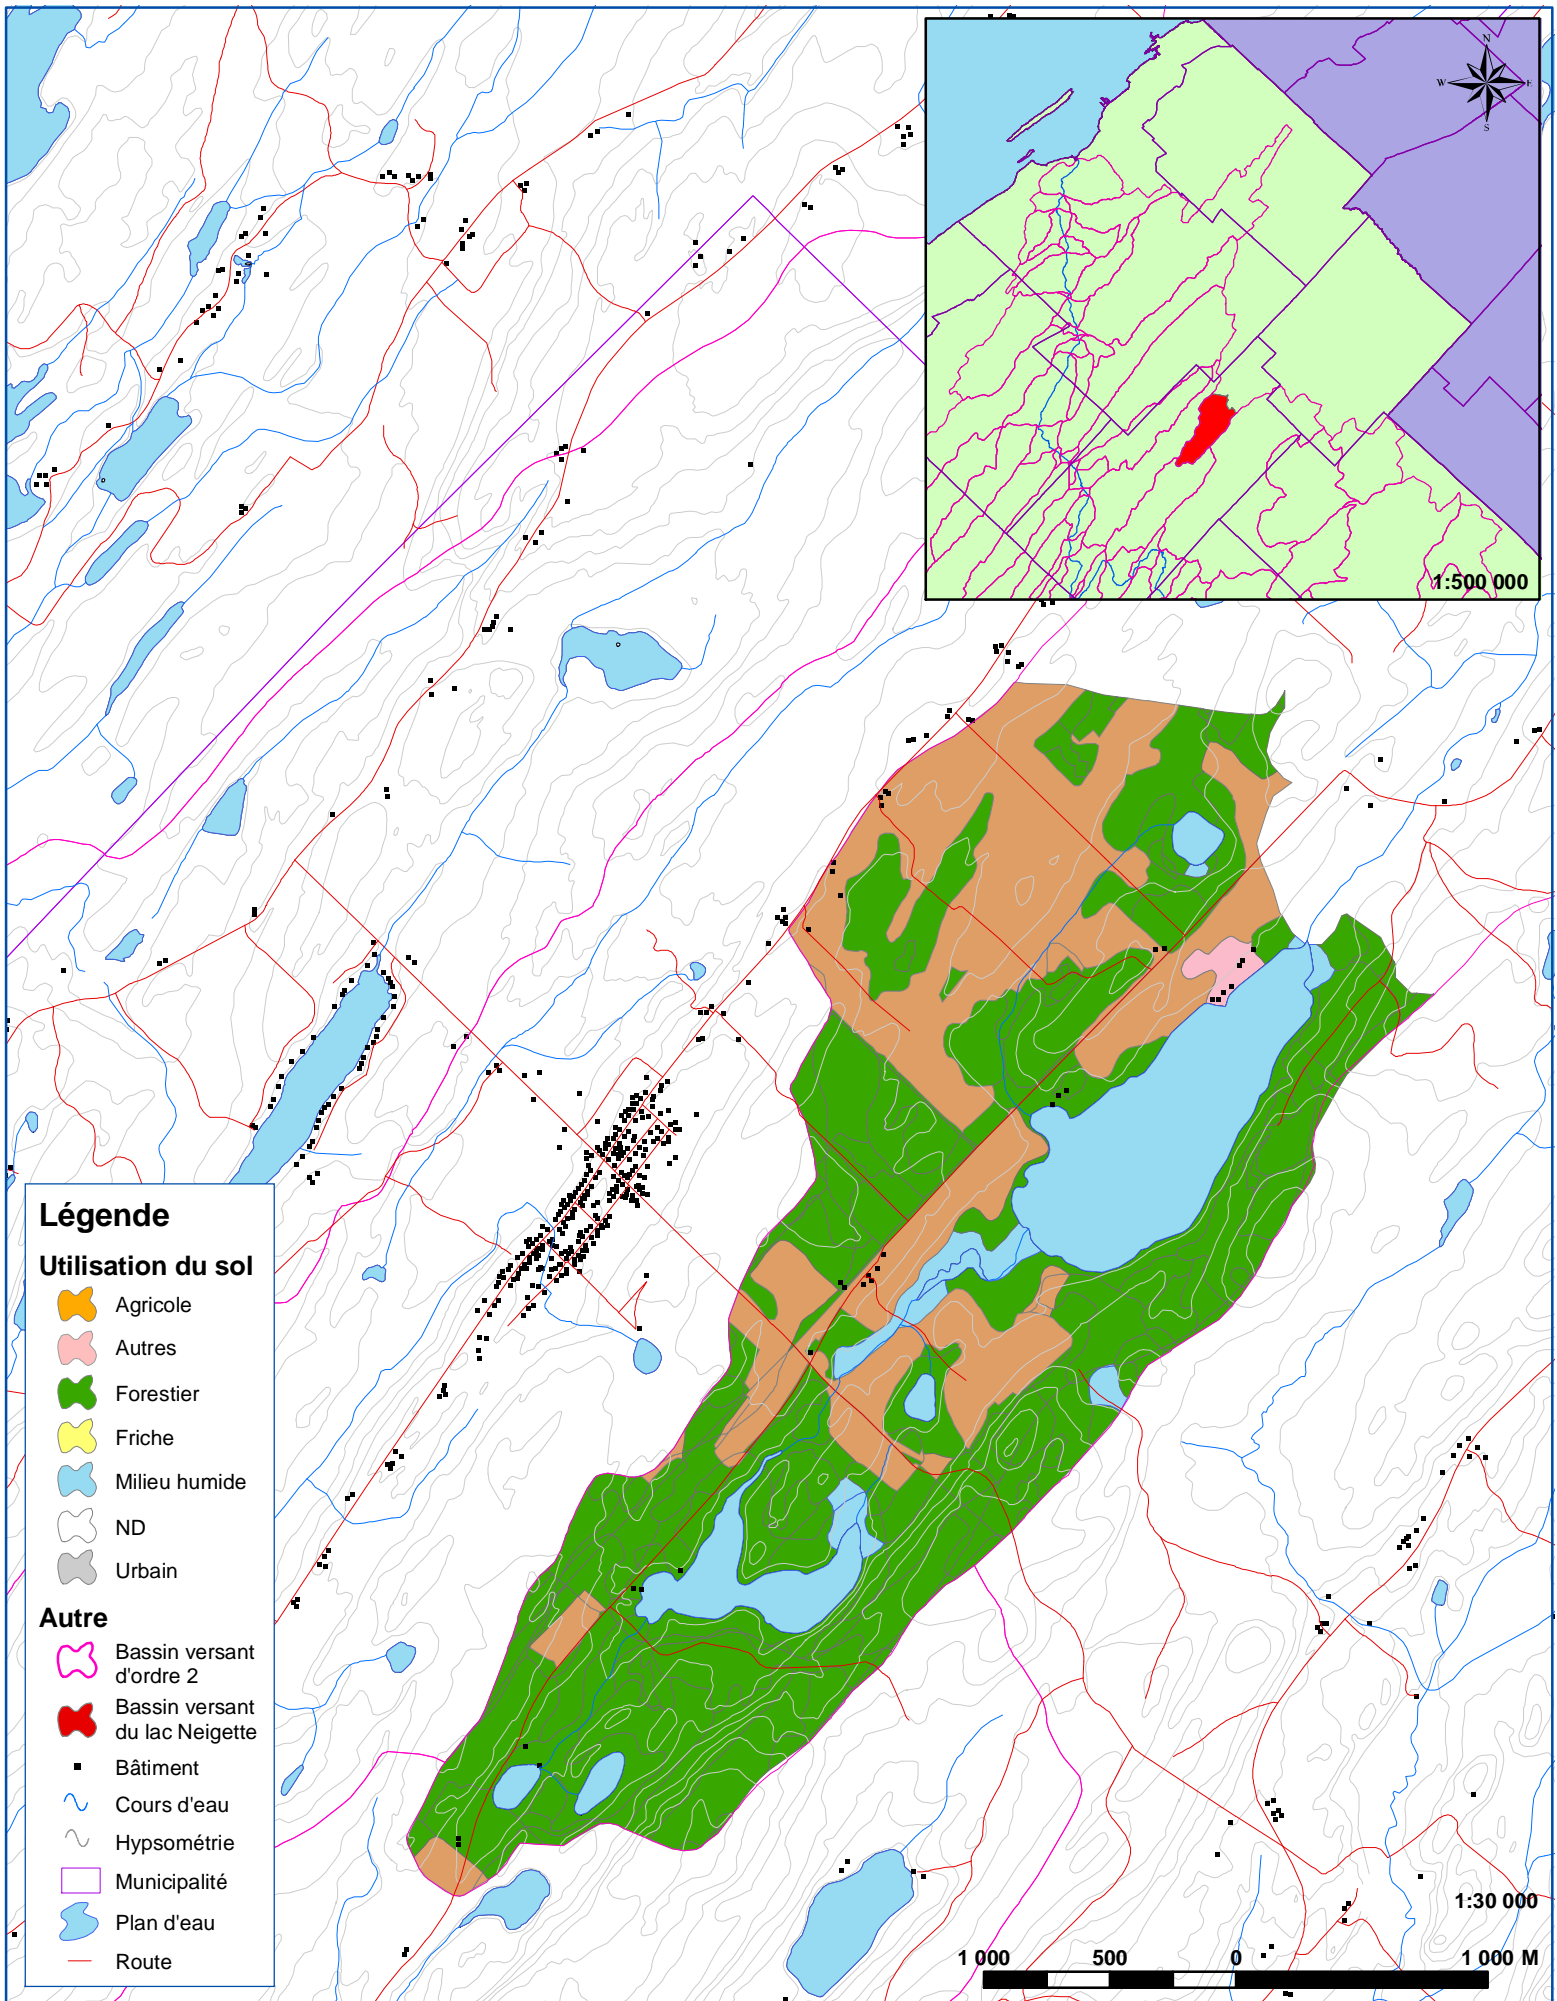 N
W
E
S
1:500 000
Légende
Utilisation du sol
Agricole
Autres
Forestier
Friche
Milieu humide
ND
Urbain
Autre
Bassin versant
d'ordre 2
Bassin versant
du lac Neigette
Bâtiment
Cours d'eau
Hypsométrie
Municipalité
Plan d'eau
Route
1:30 000
1 000 500 0 1 000 M